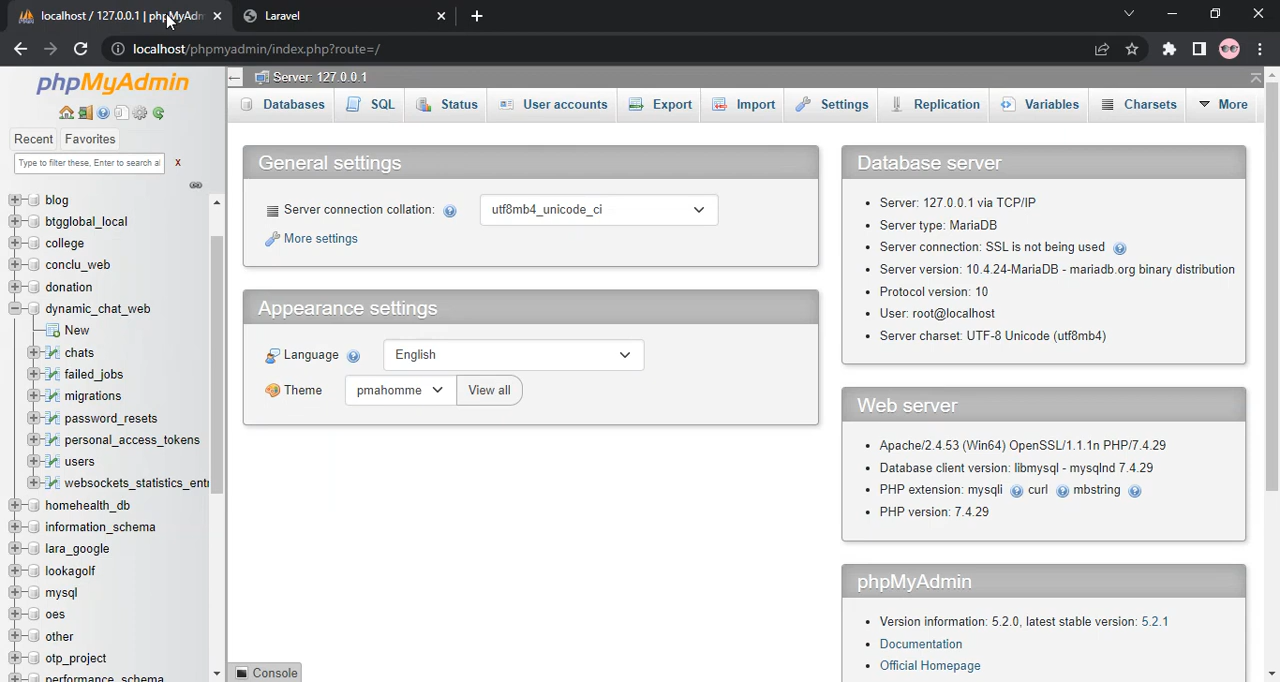 localhost / 127.0.0.1 | phpMyAdm
Laravel
localhost/phpmyadmin/index.php?route=/
phpMyAdmin
Recent
Favorites
Type to filter these, Enter to search al
x
blog
btgglobal_local
college
conclu_web
donation
dynamic_chat_web
New
chats
failed_jobs
migrations
password_resets
personal_access_tokens
users
websockets_statistics_entr
homehealth_db
information_schema
lara_google
lookagolf
mysql
oes
other
otp_project
performance_schema
Server: 127.0.0.1
Databases
SQL
Status
User accounts
Export
Import
Settings
Replication
Variables
Charsets
More
General settings
Server connection collation:
utf8mb4_unicode_ci
More settings
Appearance settings
Language
English
Theme
pmahomme
View all
Console
Database server
Server: 127.0.0.1 via TCP/IP
Server type: MariaDB
Server connection: SSL is not being used
Server version: 10.4.24-MariaDB - mariadb.org binary distribution
Protocol version: 10
User: root@localhost
Server charset: UTF-8 Unicode (utf8mb4)
Web server
Apache/2.4.53 (Win64) OpenSSL/1.1.1n PHP/7.4.29
Database client version: libmysql - mysqlnd 7.4.29
PHP extension: mysqli curl mbstring
PHP version: 7.4.29
phpMyAdmin
Version information: 5.2.0, latest stable version: 5.2.1
Documentation
Official Homepage